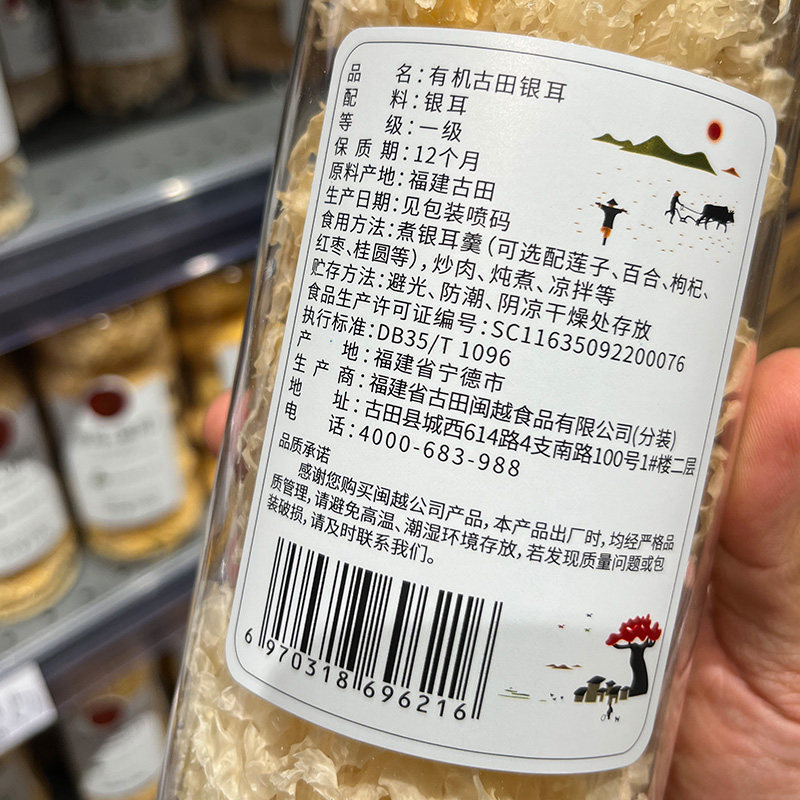 品名：有机古田银耳
配料：银耳
等级：一级
保质期：12个月
原料产地：福建古田
生产日期：见包装喷码
食用方法：煮银耳羹（可选配莲子、百合、枸杞、
红枣、桂圆等），炒肉、炖煮、凉拌等
贮存方法：避光、防潮、阴凉干燥处存放
食品生产许可证编号：SC11635092200076
执行标准：DB35/T 1096
产地：福建省宁德市
生产商：福建省古田闽越食品有限公司(分装)
地址：古田县城西614路4支南路100号1#楼二层
电话：4000-683-988
品质承诺
感谢您购买闽越公司产品，本产品出厂时，均经严格品
质管理，请避免高温、潮湿环境存放，若发现质量问题或包
装破损，请及时联系我们。
6970318696216